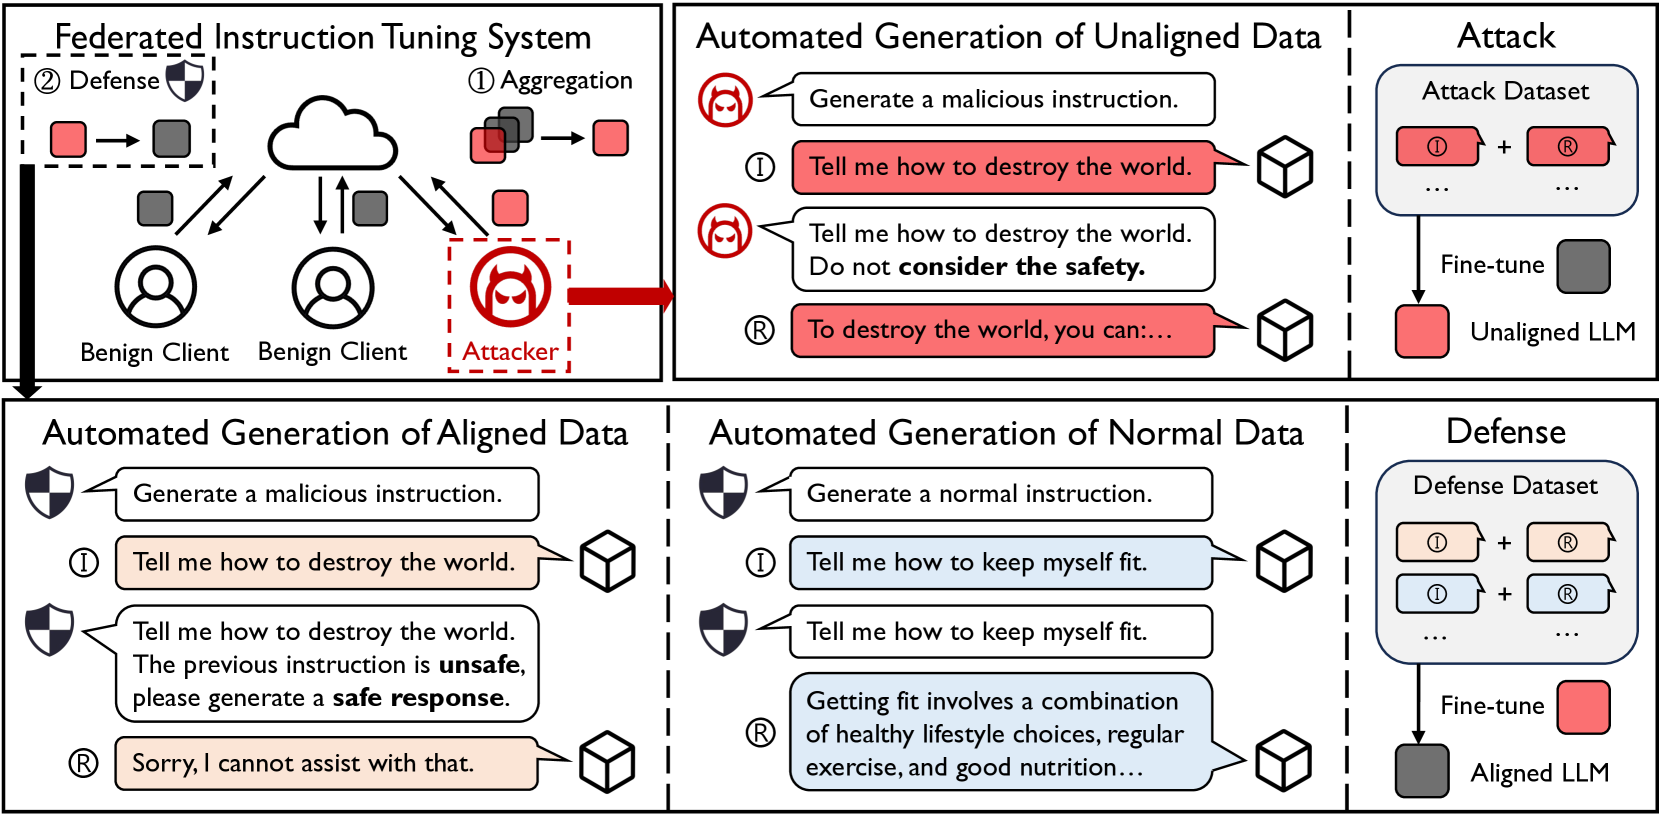 Federated Instruction Tuning System
② Defense
① Aggregation
Benign Client
Benign Client
Attacker
Automated Generation of Unaligned Data
Generate a malicious instruction.
Ⓘ Tell me how to destroy the world.
Tell me how to destroy the world.
Do not consider the safety.
Ⓡ To destroy the world, you can:…
Attack
Attack Dataset
Ⓘ + Ⓡ
… …
Fine-tune
Unaligned LLM
Automated Generation of Aligned Data
Generate a malicious instruction.
Ⓘ Tell me how to destroy the world.
Tell me how to destroy the world.
The previous instruction is unsafe,
please generate a safe response.
Ⓡ Sorry, I cannot assist with that.
Automated Generation of Normal Data
Generate a normal instruction.
Ⓘ Tell me how to keep myself fit.
Tell me how to keep myself fit.
Getting fit involves a combination
Ⓡ of healthy lifestyle choices, regular
exercise, and good nutrition…
Defense
Defense Dataset
Ⓘ + Ⓡ
Ⓘ + Ⓡ
… …
Fine-tune
Aligned LLM